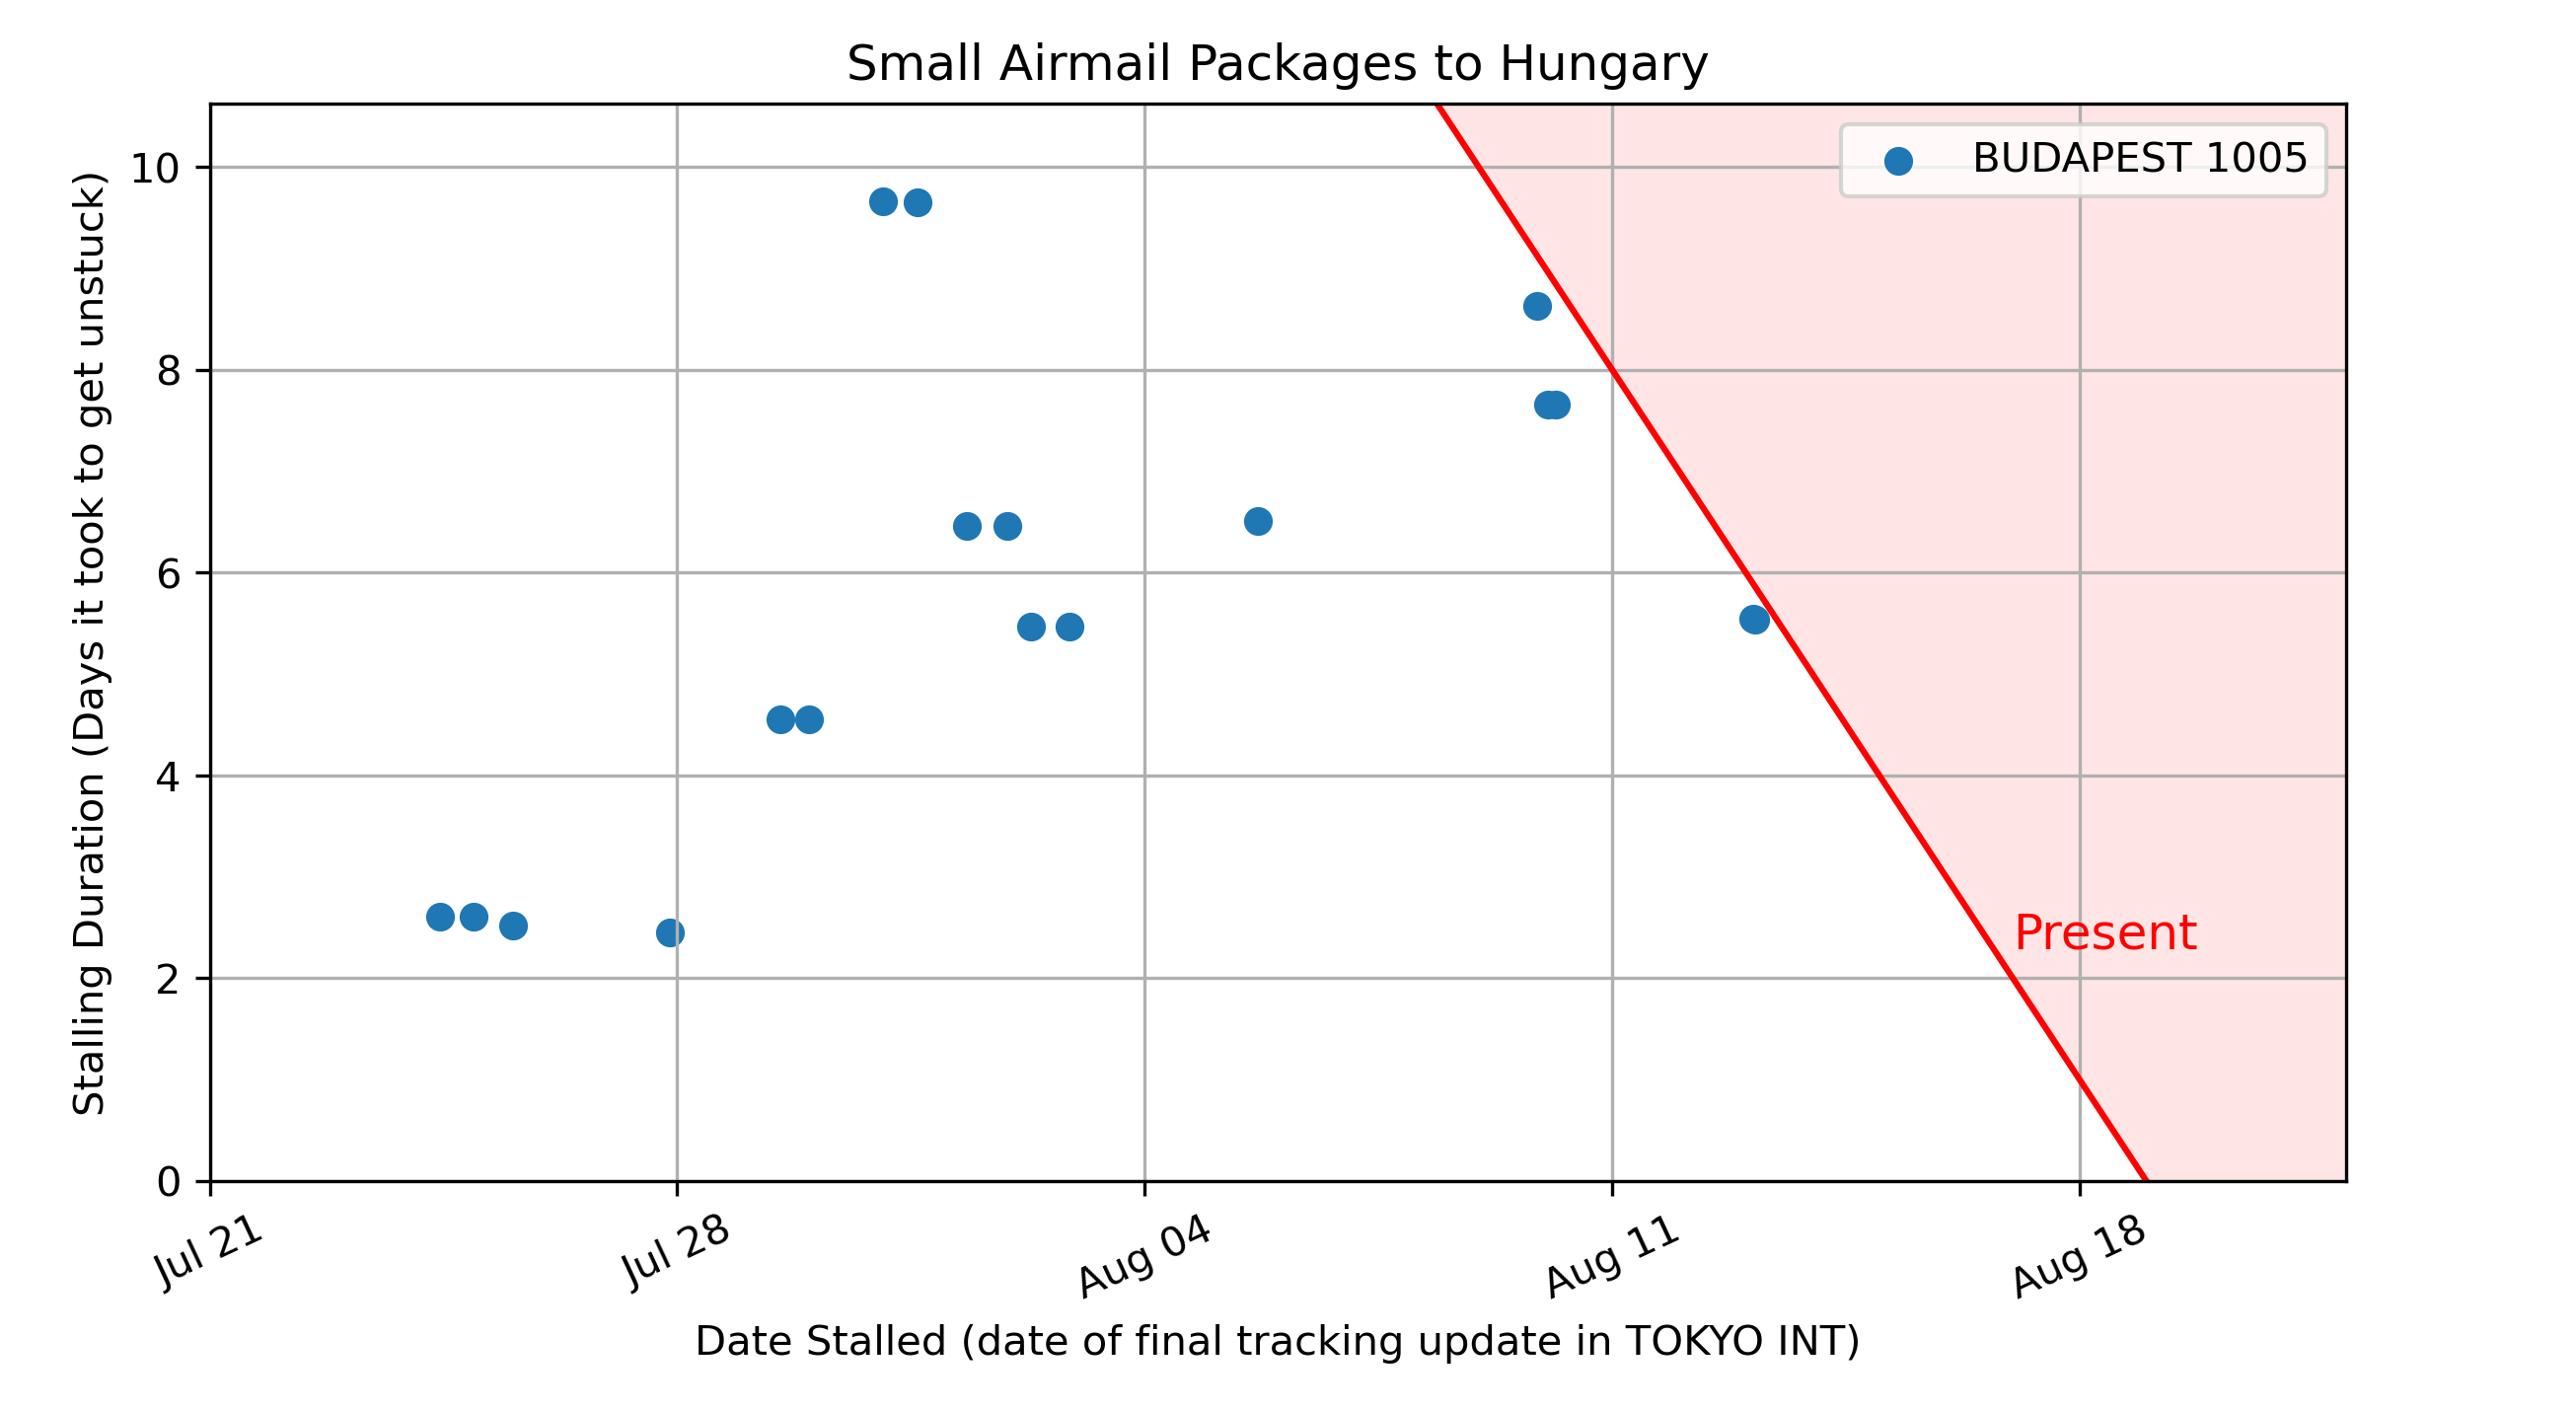 Small Airmail Packages to Hungary
BUDAPEST 1005
Stalling Duration (Days it took to get unstuck)
10
8
6
4
2
0
Present
Jul 21
Jul 28
Aug 04
Aug 11
Aug 18
Date Stalled (date of final tracking update in TOKYO INT)